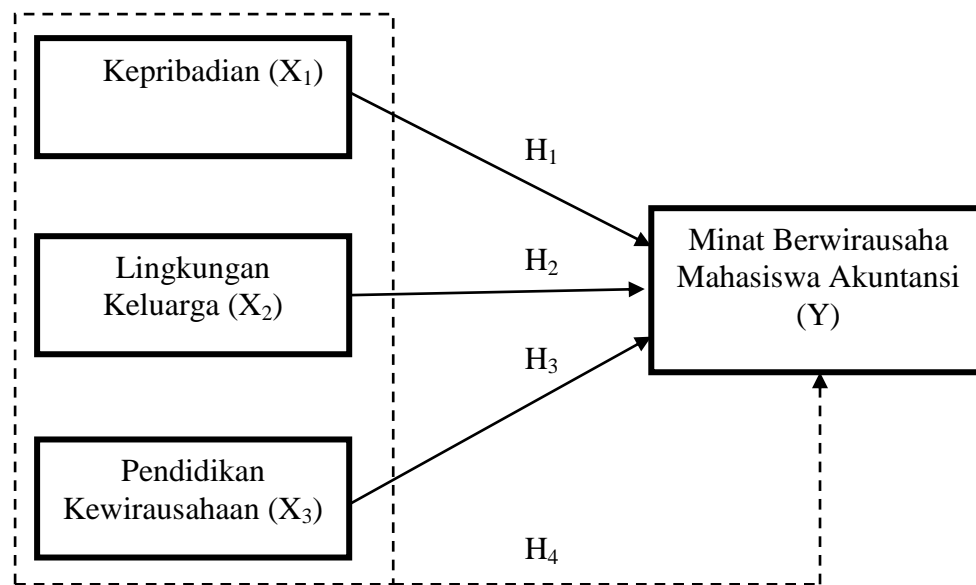 Kepribadian (X₁)
H₁
Lingkungan
Keluarga (X₂)
H₂
Minat Berwirausaha
Mahasiswa Akuntansi
(Y)
H₃
Pendidikan
Kewirausahaan (X₃)
H₄